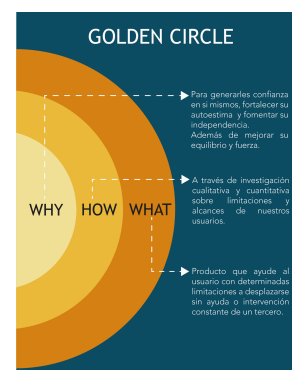 GOLDEN CIRCLE
Para generarles confianza
en si mismos, fortalecer su
autoestima y fomentar su
independencia.
Además de mejorar su
equilibrio y fuerza.
WHY HOW WHAT
A través de investigación
cualitativa y cuantitativa
sobre limitaciones y
alcances de nuestros
usuarios.
Producto que ayude al
usuario con determinadas
limitaciones a desplazarse
sin ayuda o intervención
constante de un tercero.